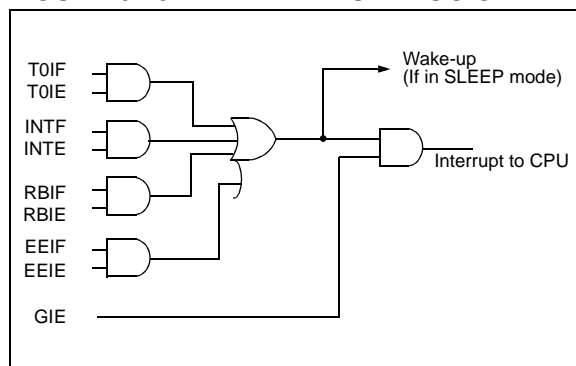 T0IF
T0IE
INTF
INTE
RBIF
RBIE
EEIF
EEIE
GIE
Wake-up
(If in SLEEP mode)
Interrupt to CPU